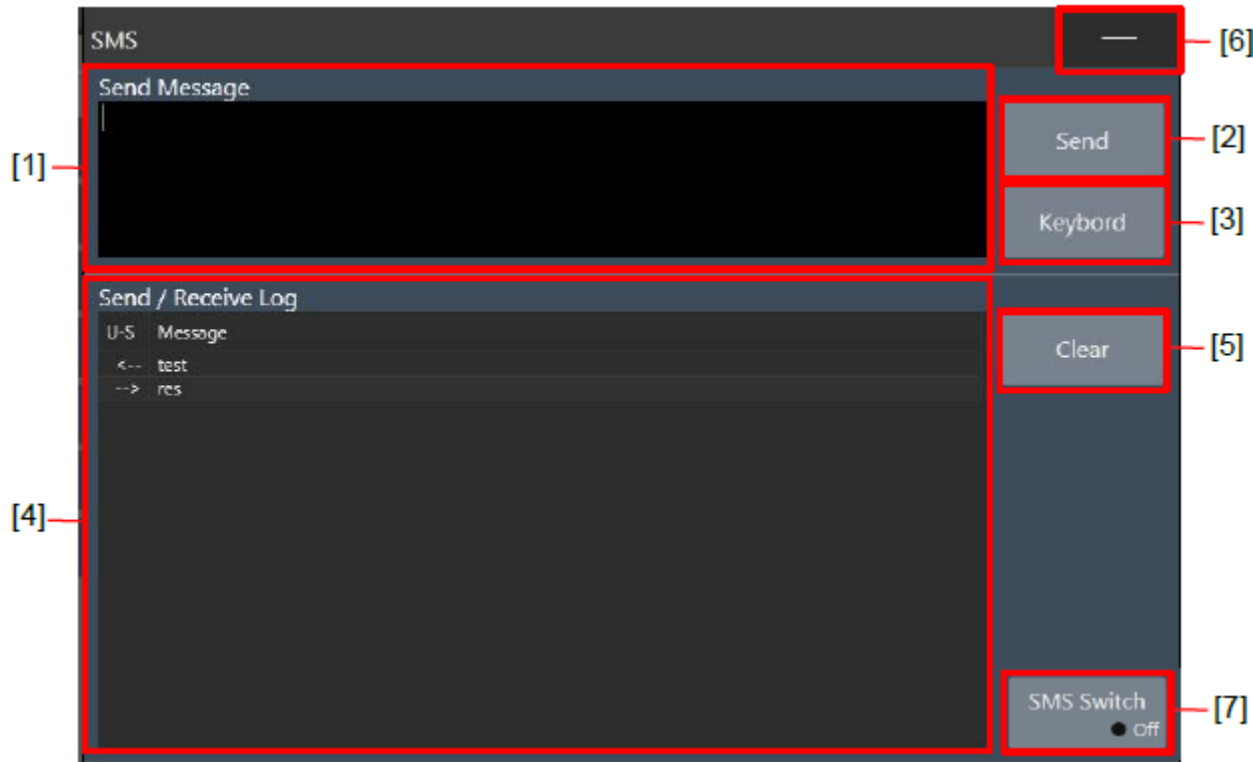 SMS
[6]
Send Message
[1]
Send
[2]
Keybord
[3]
Send / Receive Log
U-S Message
<-- test
--> res
Clear
[5]
[4]
SMS Switch
Off
[7]